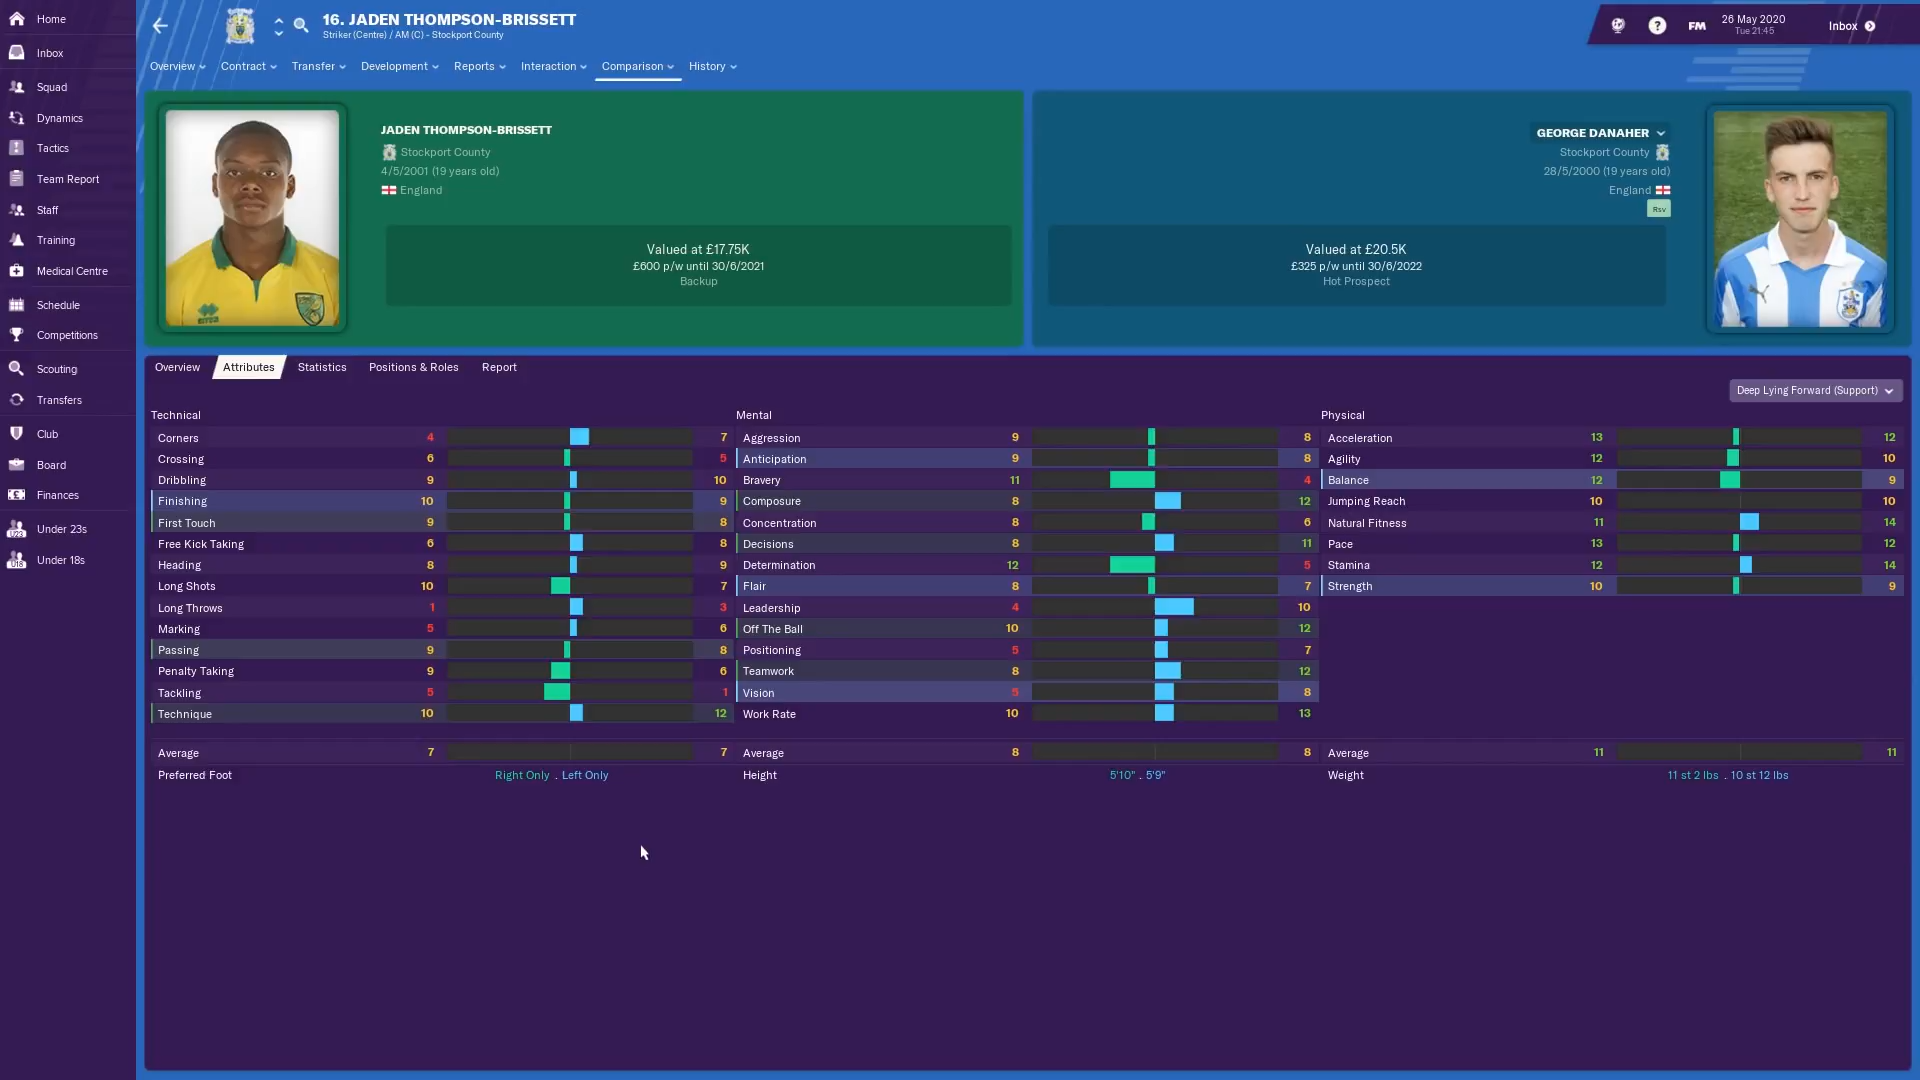 Home
Inbox
Squad
Dynamics
Tactics
Team Report
Staff
Training
Medical Centre
Schedule
Competitions
Scouting
Transfers
Club
Board
Finances
U23 Under 23s
U18 Under 18s
16. JADEN THOMPSON-BRISSETT
Striker (Centre) / AM (C) - Stockport County
? FM 26 May 2020
Tue 21:45
Inbox
Overview Contract Transfer Development Reports Interaction Comparison History
JADEN THOMPSON-BRISSETT
Stockport County
4/5/2001 (19 years old)
England
Valued at £17.75K
£600 p/w until 30/6/2021
Backup
GEORGE DANAHER
Stockport County
28/5/2000 (19 years old)
England
Rsv
Valued at £20.5K
£325 p/w until 30/6/2022
Hot Prospect
Overview Attributes Statistics Positions & Roles Report
Deep Lying Forward (Support)
Technical
Corners 4 7
Crossing 6 5
Dribbling 9 10
Finishing 10 9
First Touch 9 8
Free Kick Taking 6 8
Heading 8 9
Long Shots 10 7
Long Throws 1 3
Marking 5 6
Passing 9 8
Penalty Taking 9 6
Tackling 5 1
Technique 10 12
Average 7 7
Preferred Foot Right Only . Left Only
Mental
Aggression 9 8
Anticipation 9 8
Bravery 11 4
Composure 8 12
Concentration 8 6
Decisions 8 11
Determination 12 5
Flair 8 7
Leadership 4 10
Off The Ball 10 12
Positioning 5 7
Teamwork 8 12
Vision 5 8
Work Rate 10 13
Average 8 8
Height 5'10" . 5'9"
Physical
Acceleration 13 12
Agility 12 10
Balance 12 9
Jumping Reach 10 10
Natural Fitness 11 14
Pace 13 12
Stamina 12 14
Strength 10 9
Average 11 11
Weight 11 st 2 lbs . 10 st 12 lbs